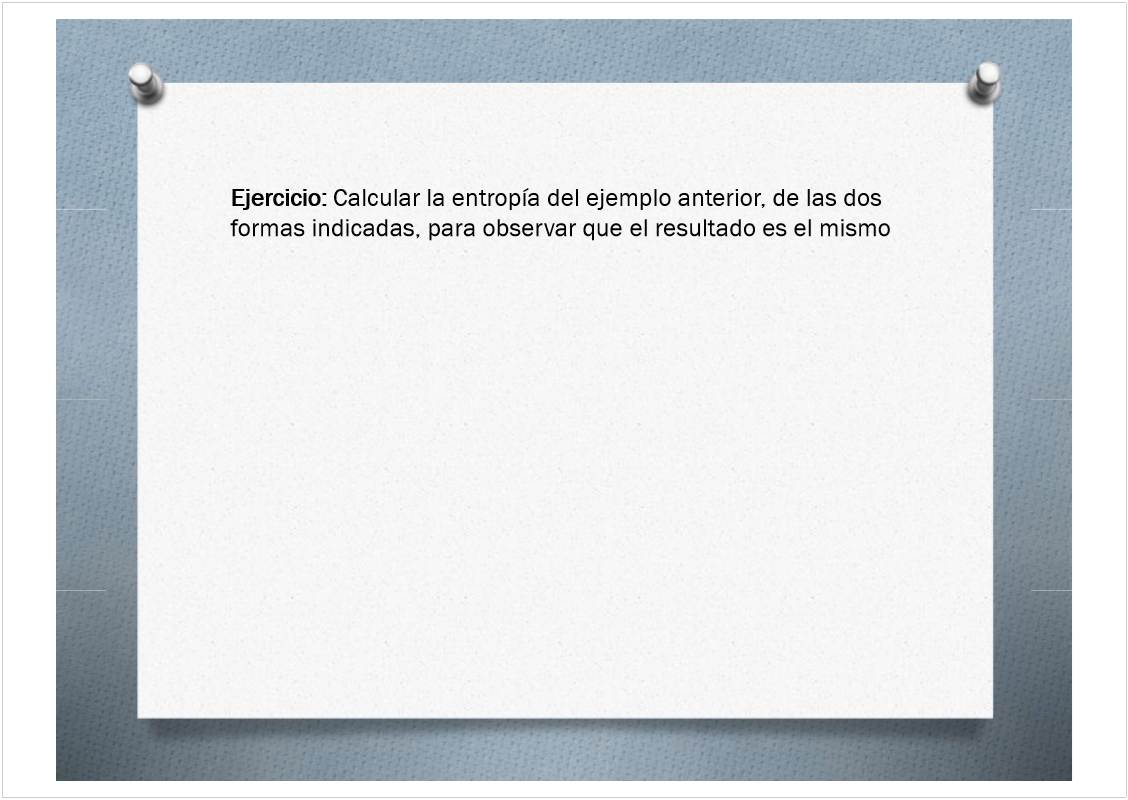 Ejercicio: Calcular la entropía del ejemplo anterior, de las dos
formas indicadas, para observar que el resultado es el mismo